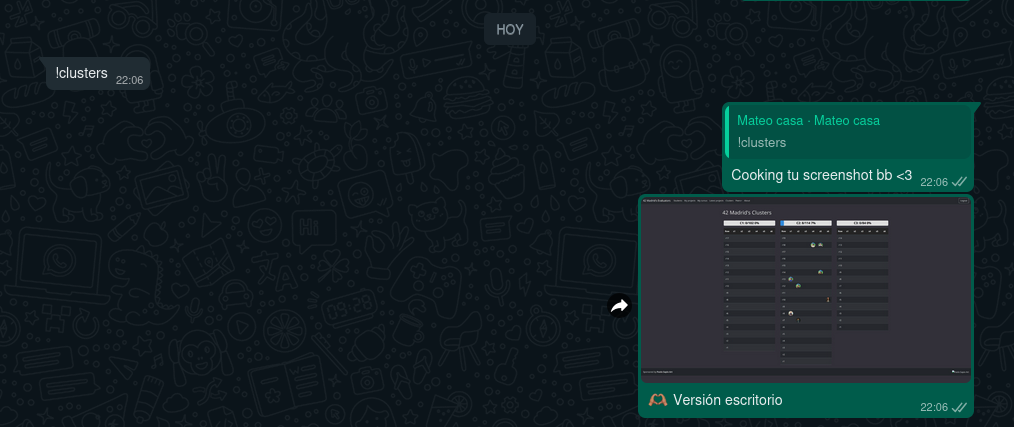 HOY
!clusters 22:06
Mateo casa · Mateo casa
!clusters
Cooking tu screenshot bb <3 22:06
42 Madrid's Clusters
Versión escritorio
22:06